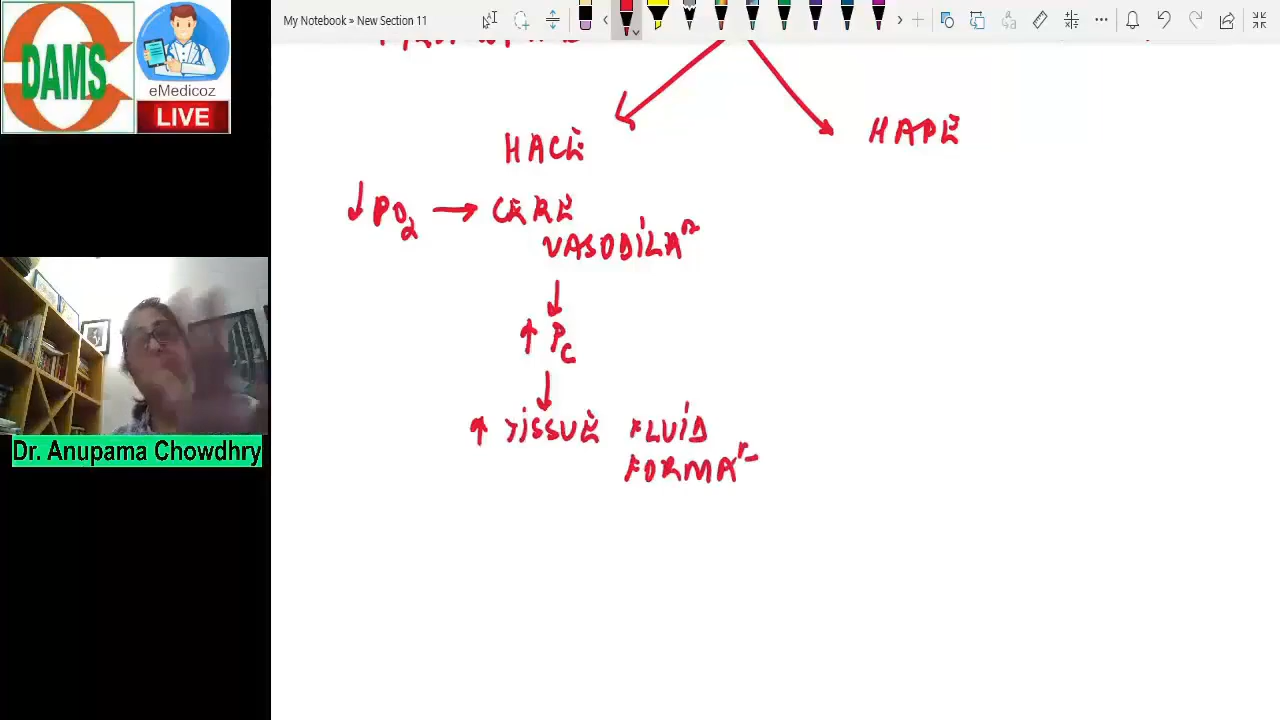 DAMS
eMedicoz
LIVE
My Notebook » New Section 11
HACE
HAPE
↓ PO2 → CERE
VASODILAn
↓
↑ PC
↓
↑ TISSUE FLUID
FORMAn
Dr. Anupama Chowdhry